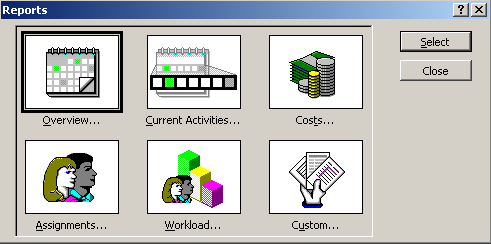 Reports
Select
Close
Overview...
Current Activities...
Costs...
Assignments...
Workload...
Custom...